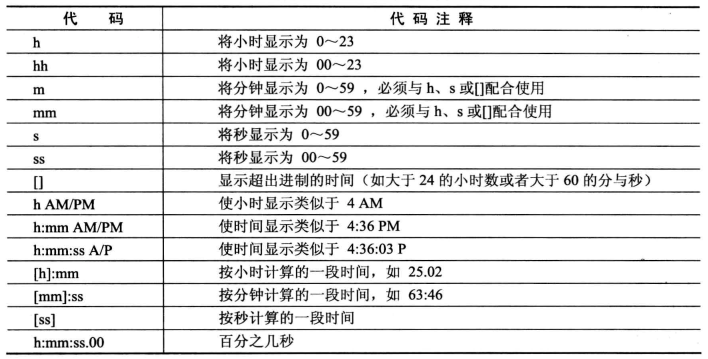 代 码 代 码 注 释
h 将小时显示为 0～23
hh 将小时显示为 00～23
m 将分钟显示为 0～59 ，必须与 h、s 或[]配合使用
mm 将分钟显示为 00～59 ，必须与 h、s 或[]配合使用
s 将秒显示为 0～59
ss 将秒显示为 00～59
[] 显示超出进制的时间（如大于 24 的小时数或者大于 60 的分与秒）
h AM/PM 使小时显示类似于 4 AM
h:mm AM/PM 使时间显示类似于 4:36 PM
h:mm:ss A/P 使时间显示类似于 4:36:03 P
[h]:mm 按小时计算的一段时间，如 25.02
[mm]:ss 按分钟计算的一段时间，如 63:46
[ss] 按秒计算的一段时间
h:mm:ss.00 百分之几秒